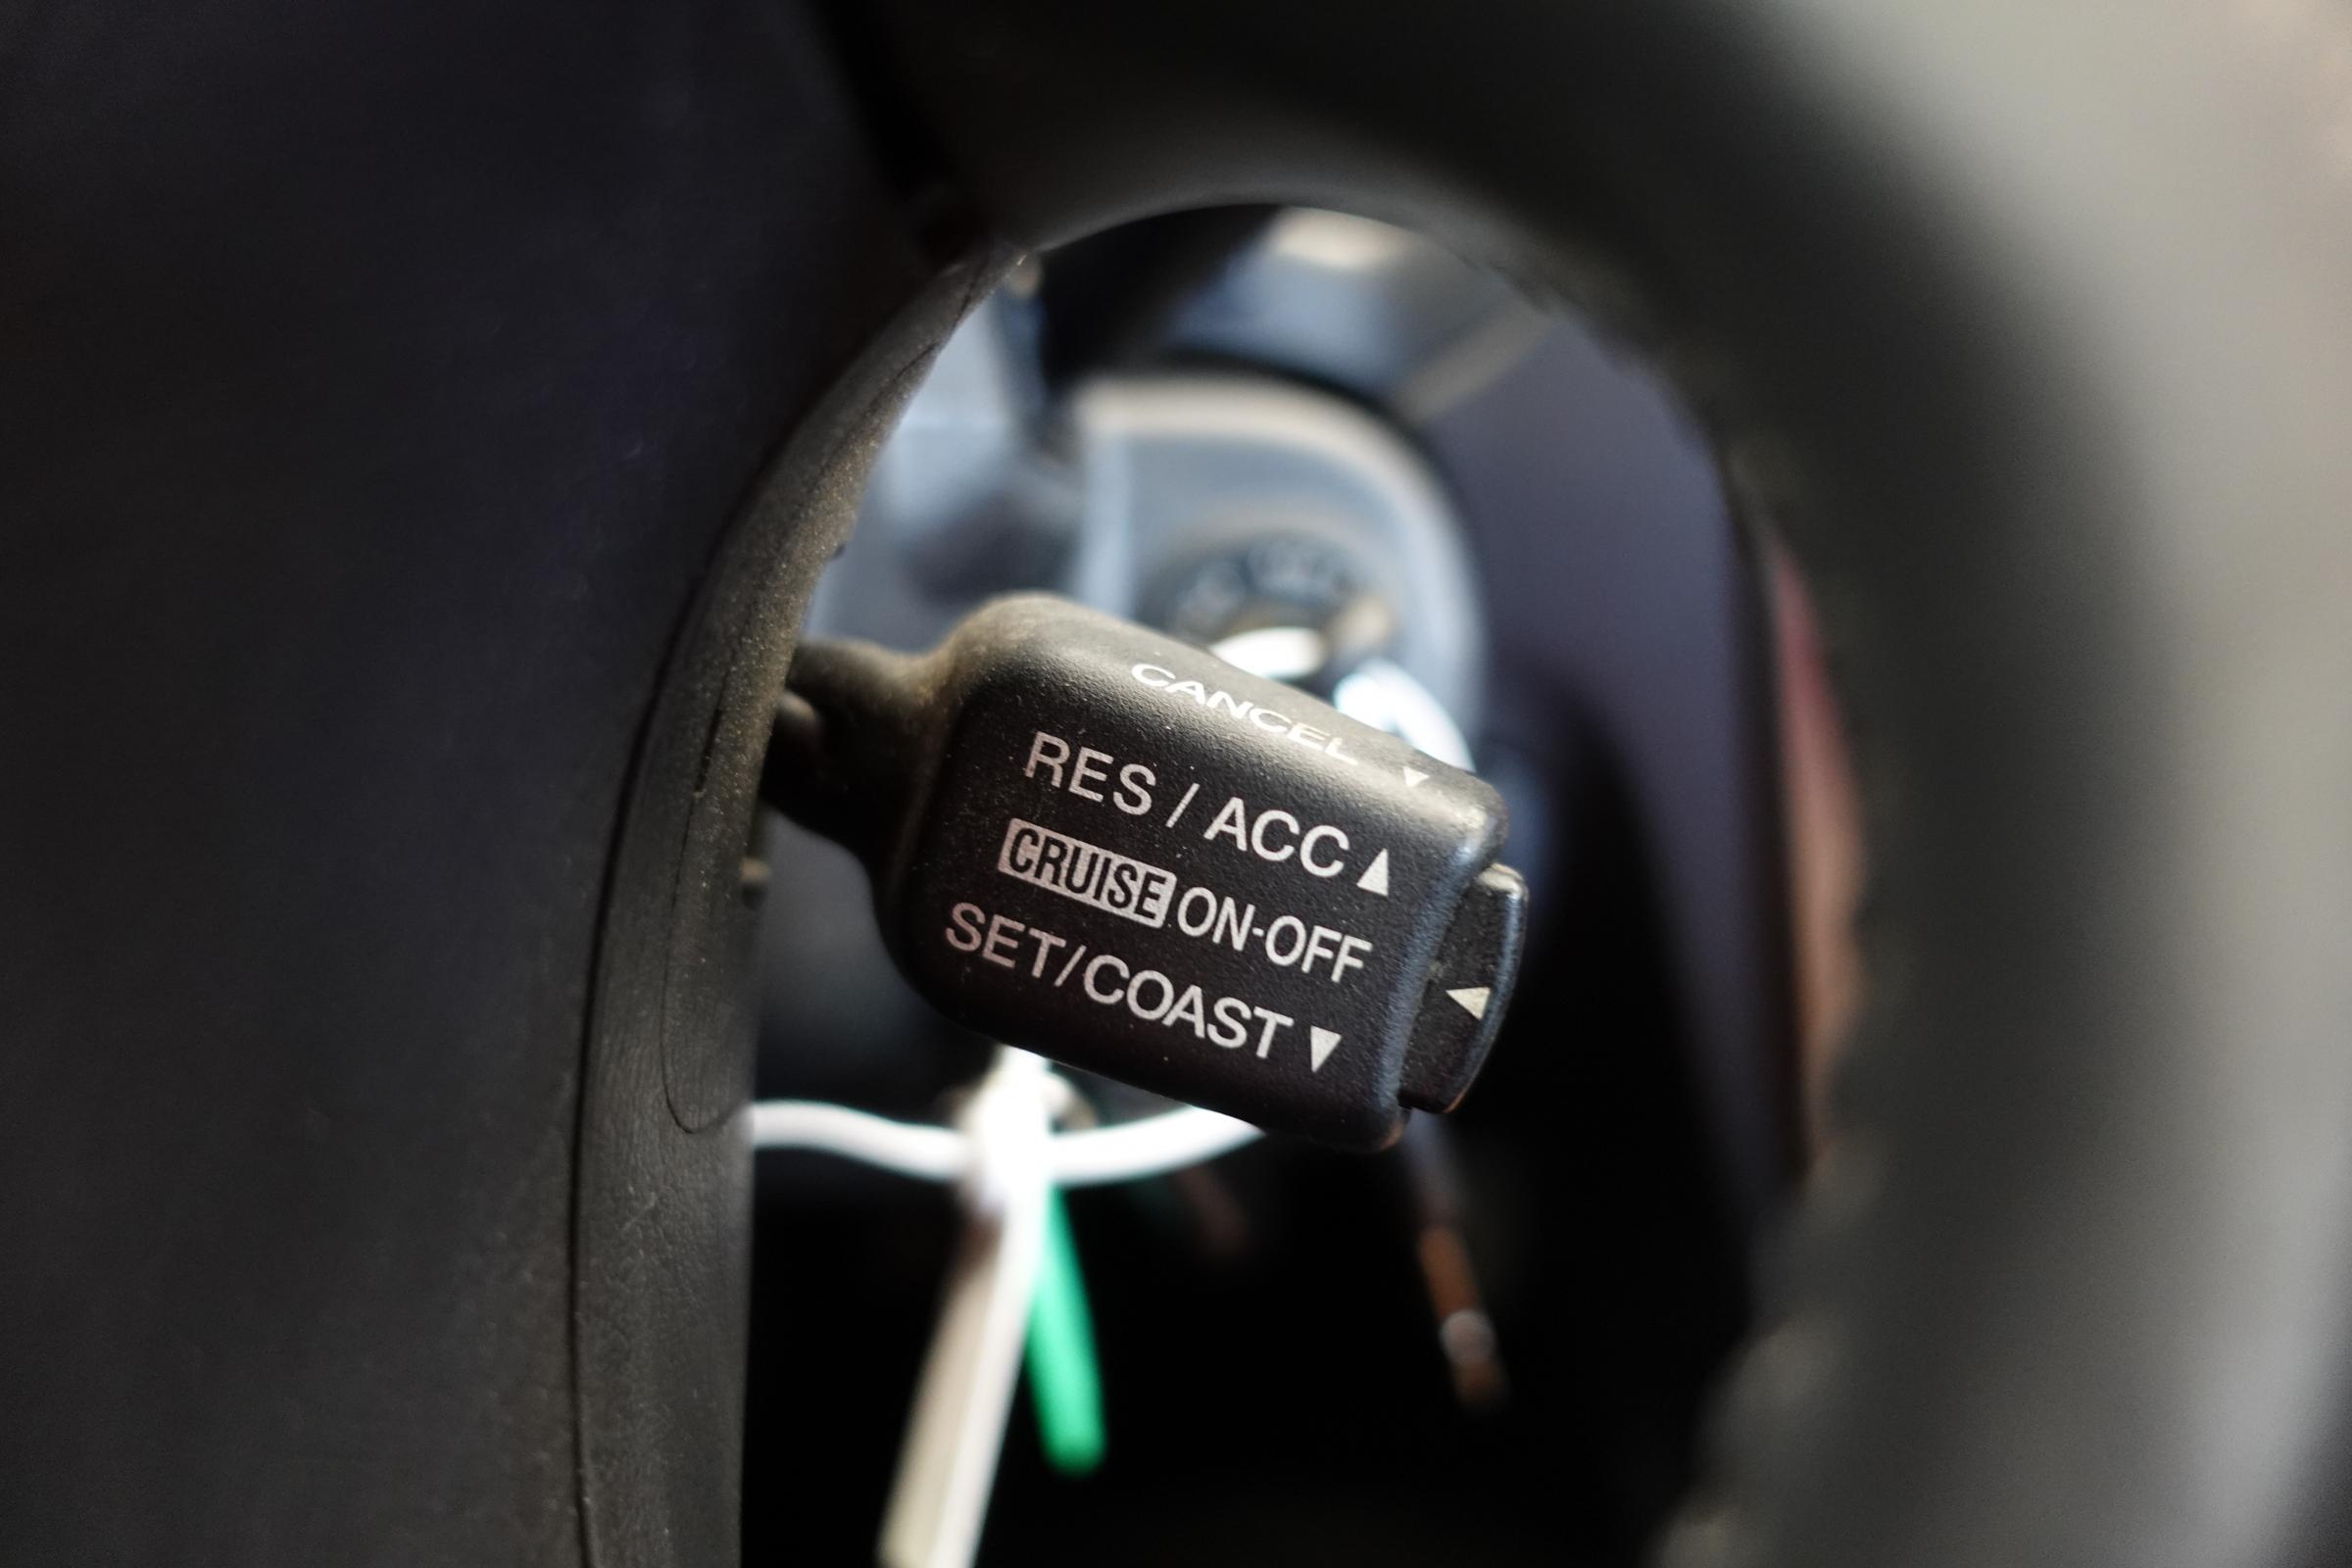 CANCEL ▼
RES / ACC ▲
CRUISE ON-OFF
SET/COAST ▼